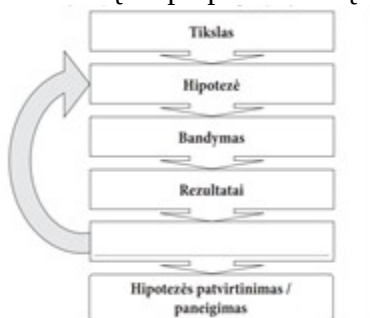 Tikslas
Hipotezė
Bandymas
Rezultatai
Hipotezės patvirtinimas /
paneigimas